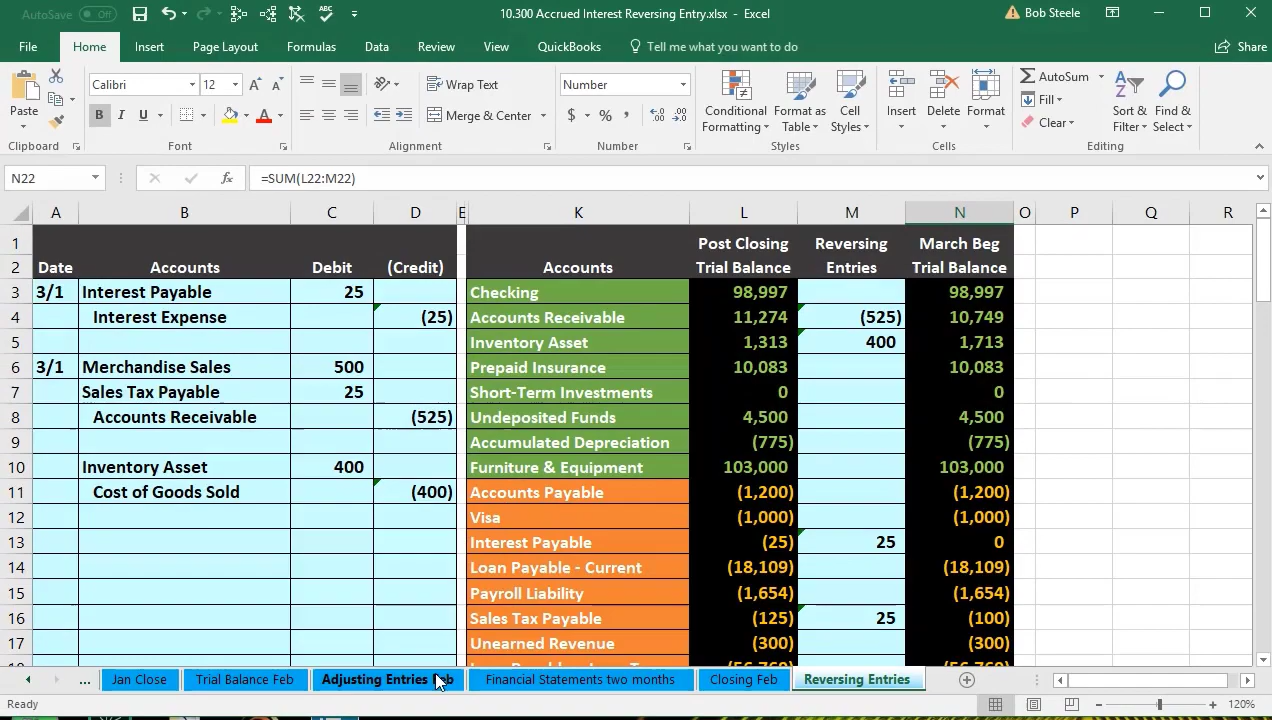 AutoSave Off 10.300 Accrued Interest Reversing Entry.xlsx - Excel Bob Steele
File Home Insert Page Layout Formulas Data Review View QuickBooks Tell me what you want to do Share
Paste Calibri 12 Wrap Text Number AutoSum
B I U A Merge & Center $ % , Conditional Formatting Format as Table Cell Styles Insert Delete Format Fill Clear Sort & Filter Find & Select
Clipboard Font Alignment Number Styles Cells Editing
N22 fx =SUM(L22:M22)
A B C D E K L M N O P Q R
1 Post Closing Reversing March Beg
2 Date Accounts Debit (Credit) Accounts Trial Balance Entries Trial Balance
3 3/1 Interest Payable 25 Checking 98,997 98,997
4 Interest Expense (25) Accounts Receivable 11,274 (525) 10,749
5 Inventory Asset 1,313 400 1,713
6 3/1 Merchandise Sales 500 Prepaid Insurance 10,083 10,083
7 Sales Tax Payable 25 Short-Term Investments 0 0
8 Accounts Receivable (525) Undeposited Funds 4,500 4,500
9 Accumulated Depreciation (775) (775)
10 Inventory Asset 400 Furniture & Equipment 103,000 103,000
11 Cost of Goods Sold (400) Accounts Payable (1,200) (1,200)
12 Visa (1,000) (1,000)
13 Interest Payable (25) 25 0
14 Loan Payable - Current (18,109) (18,109)
15 Payroll Liability (1,654) (1,654)
16 Sales Tax Payable (125) 25 (100)
17 Unearned Revenue (300) (300)
... Jan Close Trial Balance Feb Adjusting Entries Feb Financial Statements two months Closing Feb Reversing Entries
Ready 120%